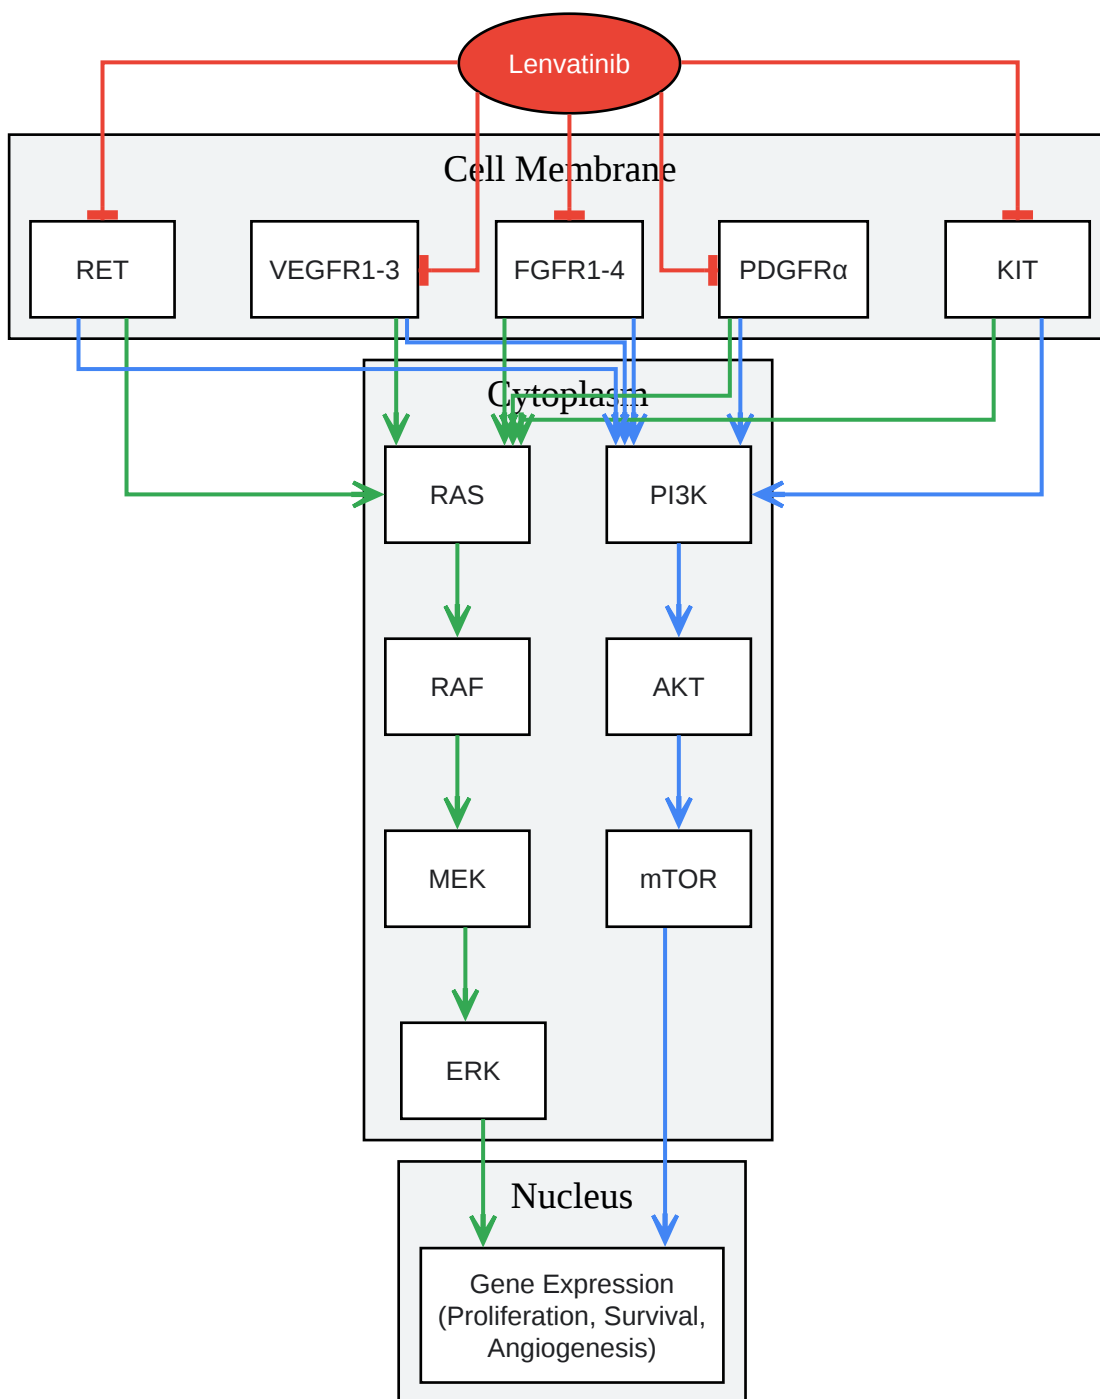 Lenvatinib
Cell Membrane
RET
VEGFR1-3
FGFR1-4
PDGFRα
KIT
Cytoplasm
RAS
PI3K
RAF
AKT
MEK
mTOR
ERK
Nucleus
Gene Expression
(Proliferation, Survival,
Angiogenesis)